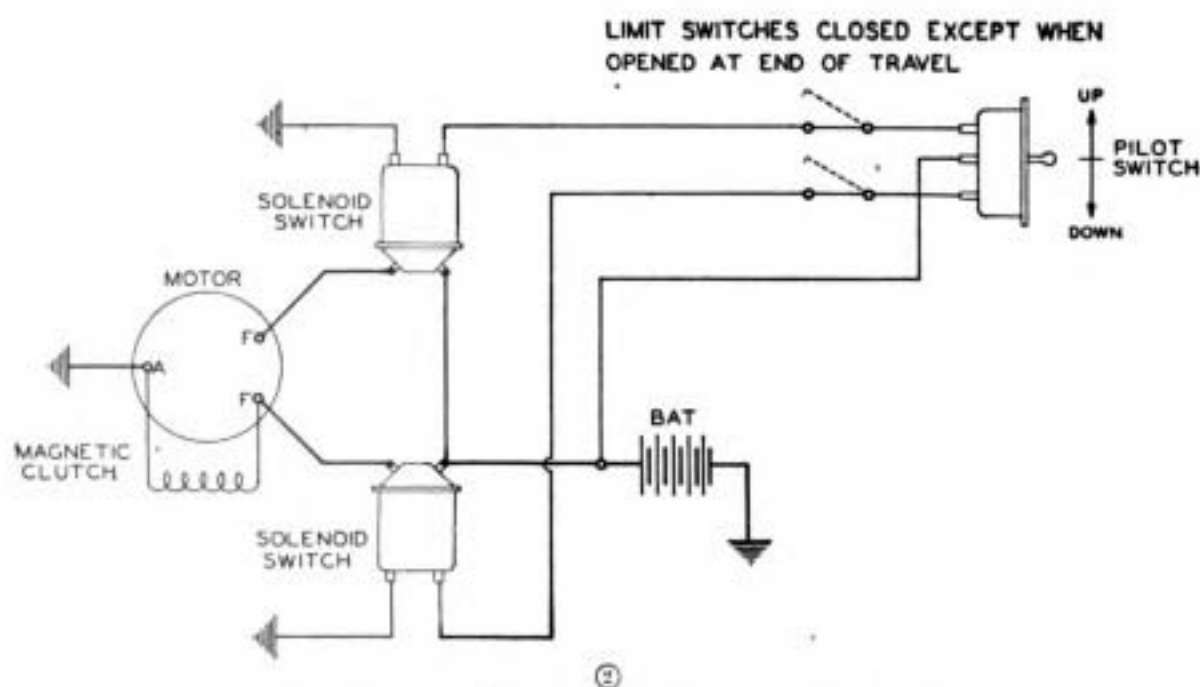 LIMIT SWITCHES CLOSED EXCEPT WHEN
OPENED AT END OF TRAVEL
UP
PILOT
SWITCH
DOWN
SOLENOID
SWITCH
MOTOR
F
A
F
MAGNETIC
CLUTCH
BAT
SOLENOID
SWITCH
2